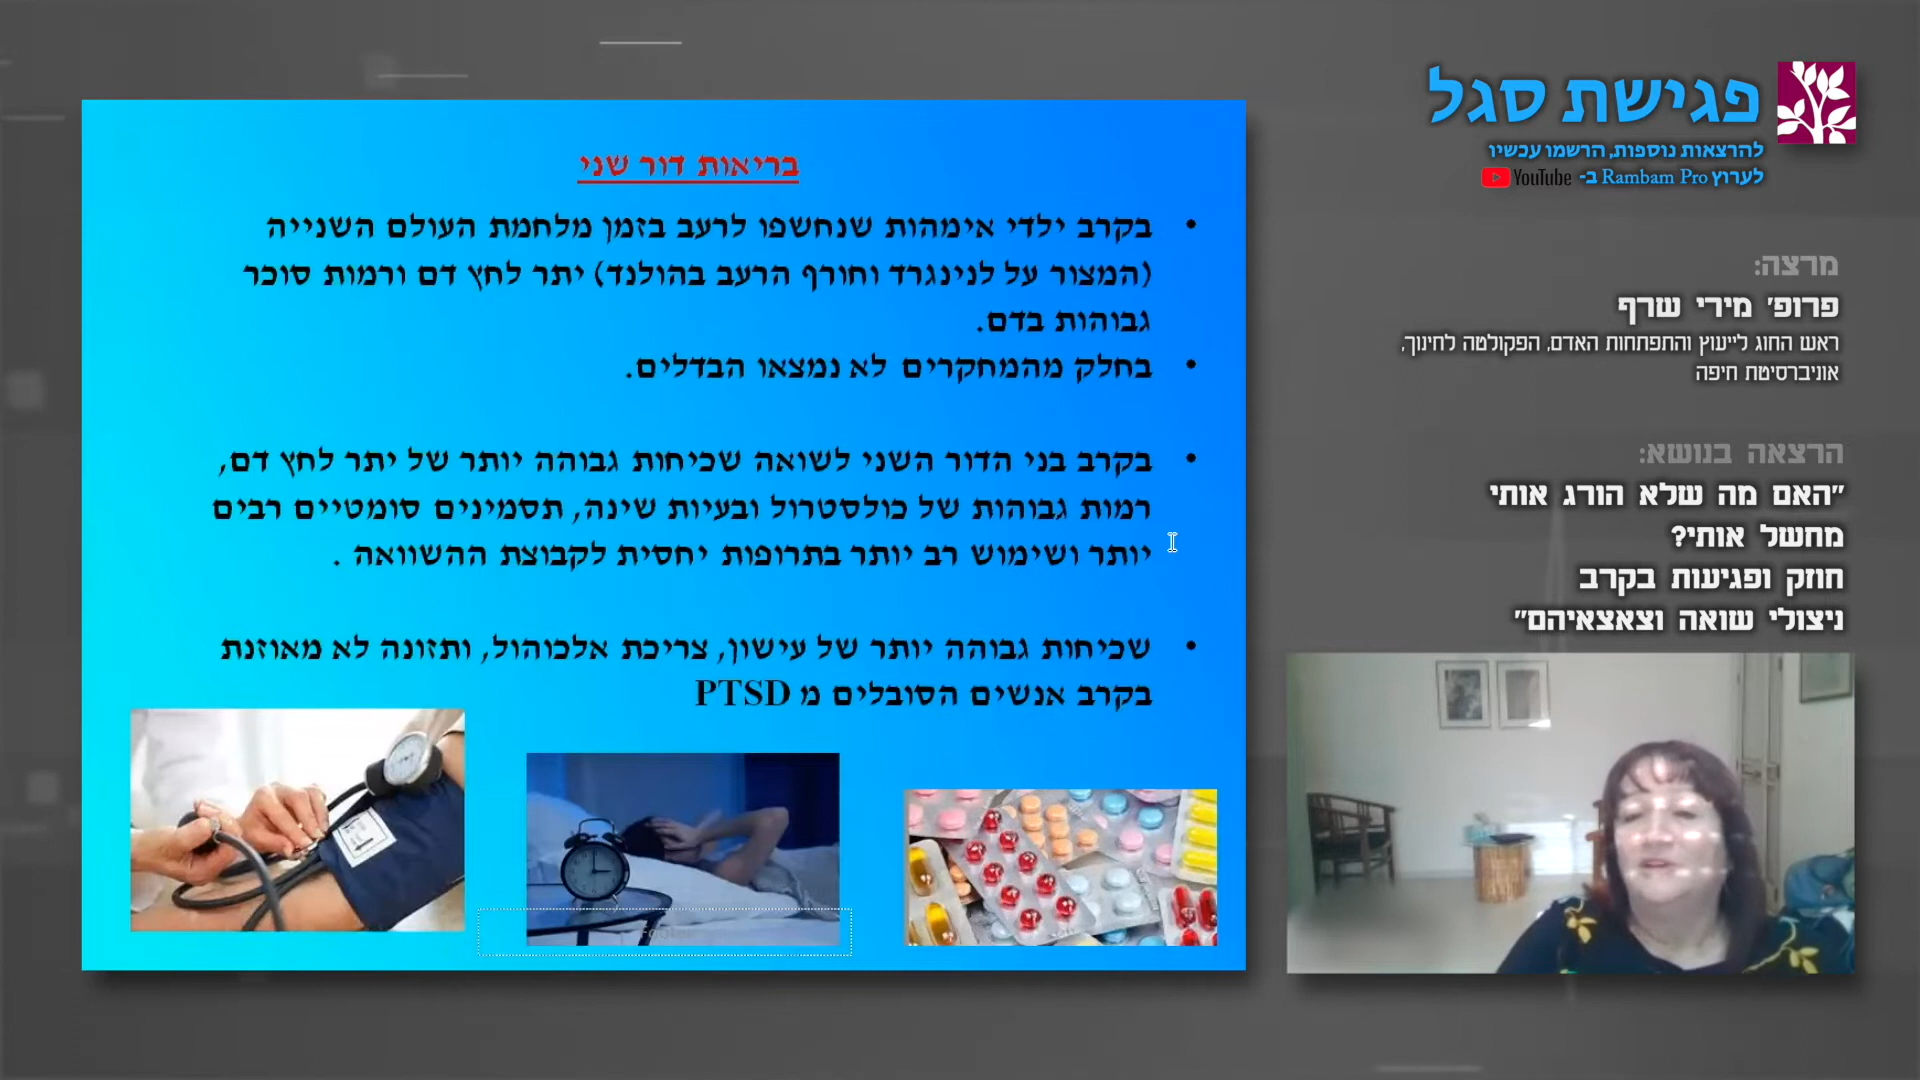 בריאות דור שני
בקרב ילדי אימהות שנחשפו לרעב בזמן מלחמת העולם השנייה
(המצור על לנינגרד וחורף הרעב בהולנד) יתר לחץ דם ורמות סוכר
גבוהות בדם.
בחלק מהמחקרים לא נמצאו הבדלים.
בקרב בני הדור השני לשואה שכיחות גבוהה יותר של יתר לחץ דם,
רמות גבוהות של כולסטרול ובעיות שינה, תסמינים סומטיים רבים
יותר ושימוש רב יותר בתרופות יחסית לקבוצת ההשוואה .
שכיחות גבוהה יותר של עישון, צריכת אלכוהול, ותזונה לא מאוזנת
בקרב אנשים הסובלים מ PTSD
פגישת סגל
להרצאות נוספות, הרשמו עכשיו
לערוץ Rambam Pro ב- YouTube
מרצה:
פרופ' מירי שרף
ראש החוג לייעוץ והתפתחות האדם, הפקולטה לחינוך,
אוניברסיטת חיפה
הרצאה בנושא:
"האם מה שלא הורג אותי
מחשל אותי?
חוזק ופגיעות בקרב
ניצולי שואה וצאצאיהם"